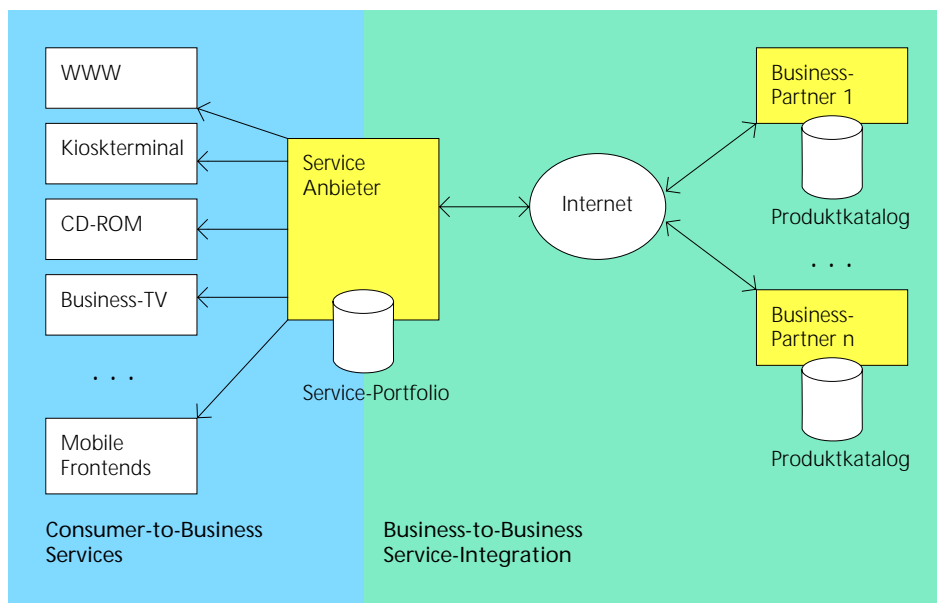 WWW
Kioskterminal
CD-ROM
Business-TV
. . .
Mobile
Frontends
Consumer-to-Business
Services
Service
Anbieter
Service-Portfolio
Internet
Business-
Partner 1
Produktkatalog
. . .
Business-
Partner n
Produktkatalog
Business-to-Business
Service-Integration